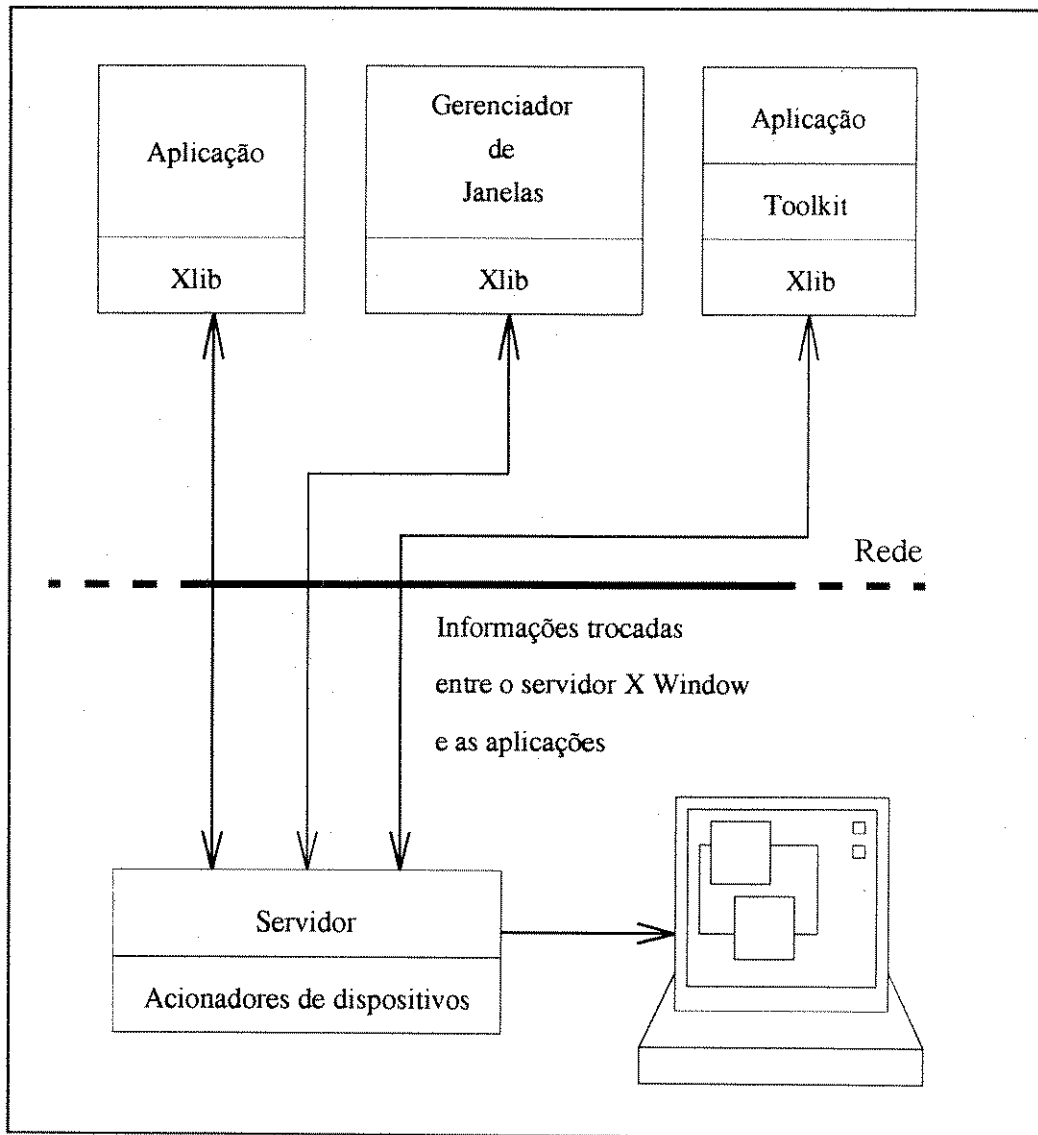 Aplicação
Xlib
Gerenciador
de
Janelas
Xlib
Aplicação
Toolkit
Xlib
Rede
Informações trocadas
entre o servidor X Window
e as aplicações
Servidor
Acionadores de dispositivos